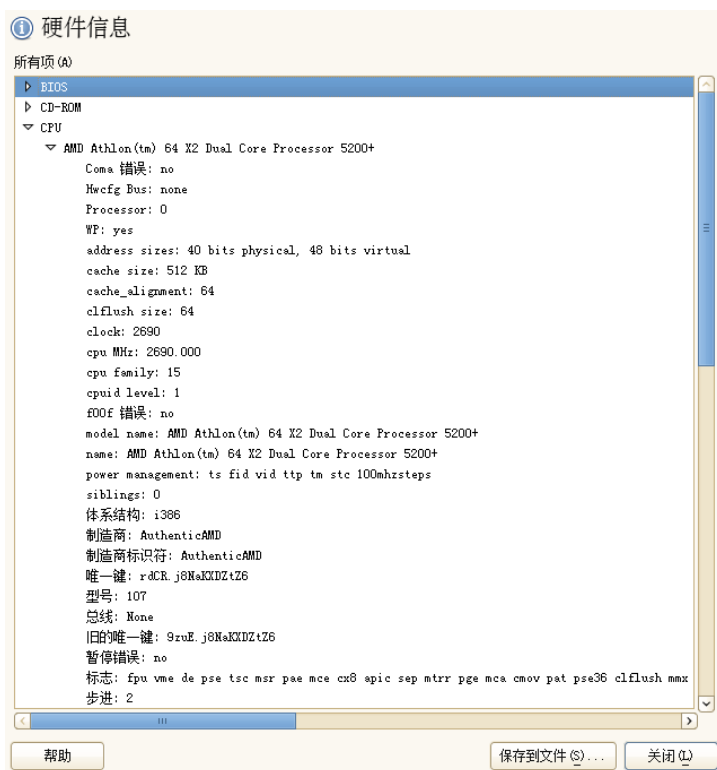 硬件信息
所有项(A)
BIOS
CD-ROM
CPU
AMD Athlon(tm) 64 X2 Dual Core Processor 5200+
Coma 错误: no
Hwcfg Bus: none
Processor: 0
WP: yes
address sizes: 40 bits physical, 48 bits virtual
cache size: 512 KB
cache_alignment: 64
clflush size: 64
clock: 2690
cpu MHz: 2690.000
cpu family: 15
cpuid level: 1
f00f 错误: no
model name: AMD Athlon(tm) 64 X2 Dual Core Processor 5200+
name: AMD Athlon(tm) 64 X2 Dual Core Processor 5200+
power management: ts fid vid ttp tm stc 100mhzsteps
siblings: 0
体系结构: i386
制造商: AuthenticAMD
制造商标识符: AuthenticAMD
唯一键: rdCR.j8NaKXDZtZ6
型号: 107
总线: None
旧的唯一键: 9zuE.j8NaKXDZtZ6
暂停错误: no
标志: fpu vme de pse tsc msr pae mce cx8 apic sep mtrr pge mca cmov pat pse36 clflush mmx
步进: 2
帮助 保存到文件(S)... 关闭(L)